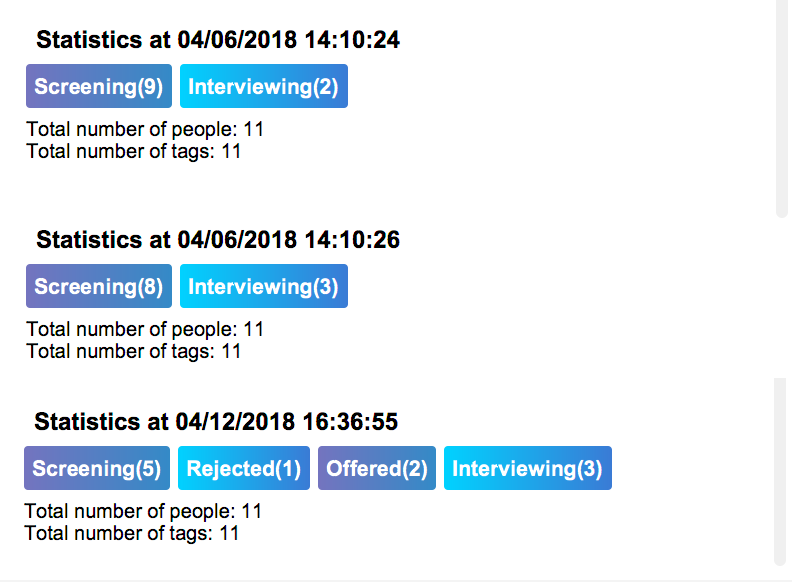 Statistics at 04/06/2018 14:10:24
Screening(9) Interviewing(2)
Total number of people: 11
Total number of tags: 11
Statistics at 04/06/2018 14:10:26
Screening(8) Interviewing(3)
Total number of people: 11
Total number of tags: 11
Statistics at 04/12/2018 16:36:55
Screening(5) Rejected(1) Offered(2) Interviewing(3)
Total number of people: 11
Total number of tags: 11